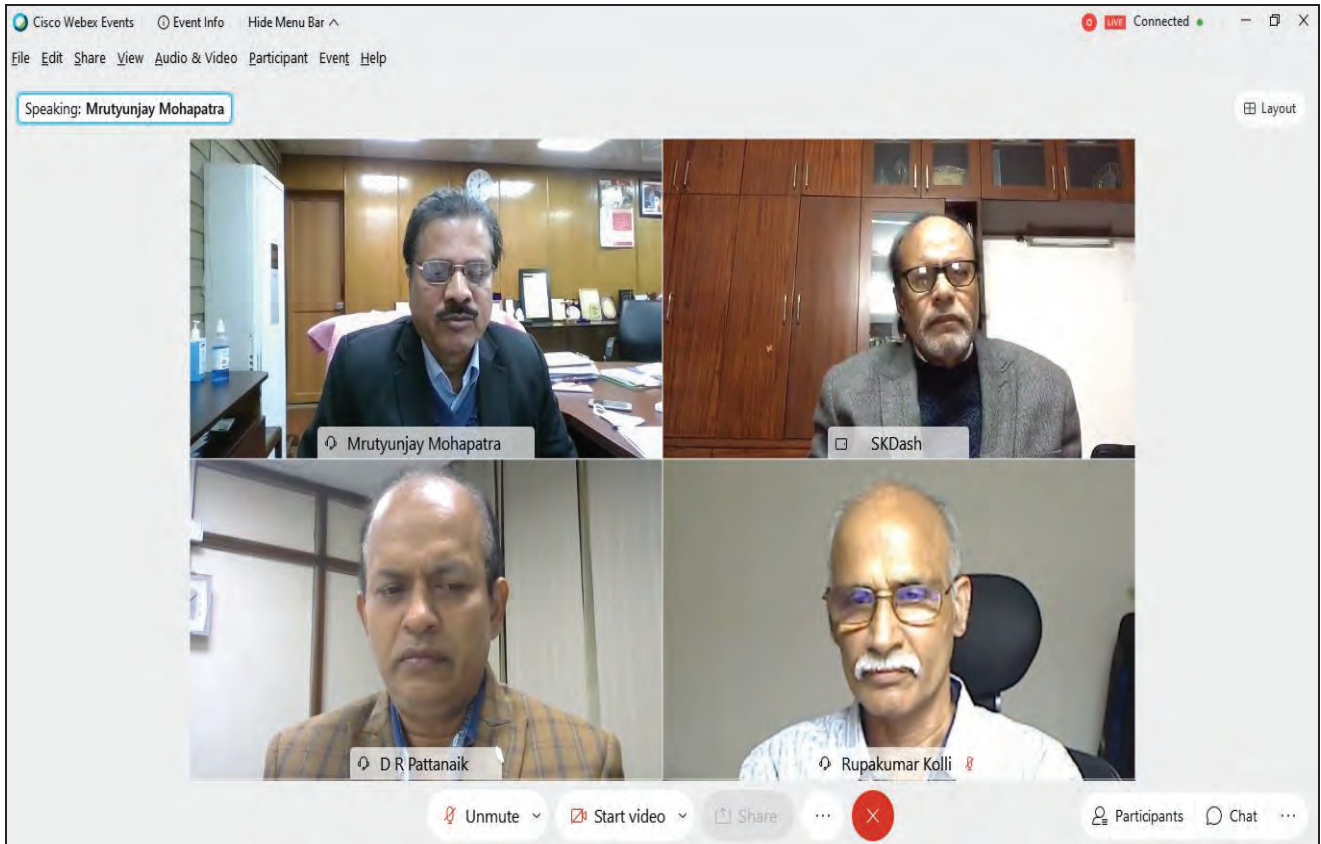 Cisco Webex Events Event Info Hide Menu Bar LIVE Connected
File Edit Share View Audio & Video Participant Event Help
Speaking: Mrutyunjay Mohapatra Layout
Mrutyunjay Mohapatra SKDash
D R Pattanaik Rupakumar Kolli
Unmute Start video Share ... Participants Chat ...